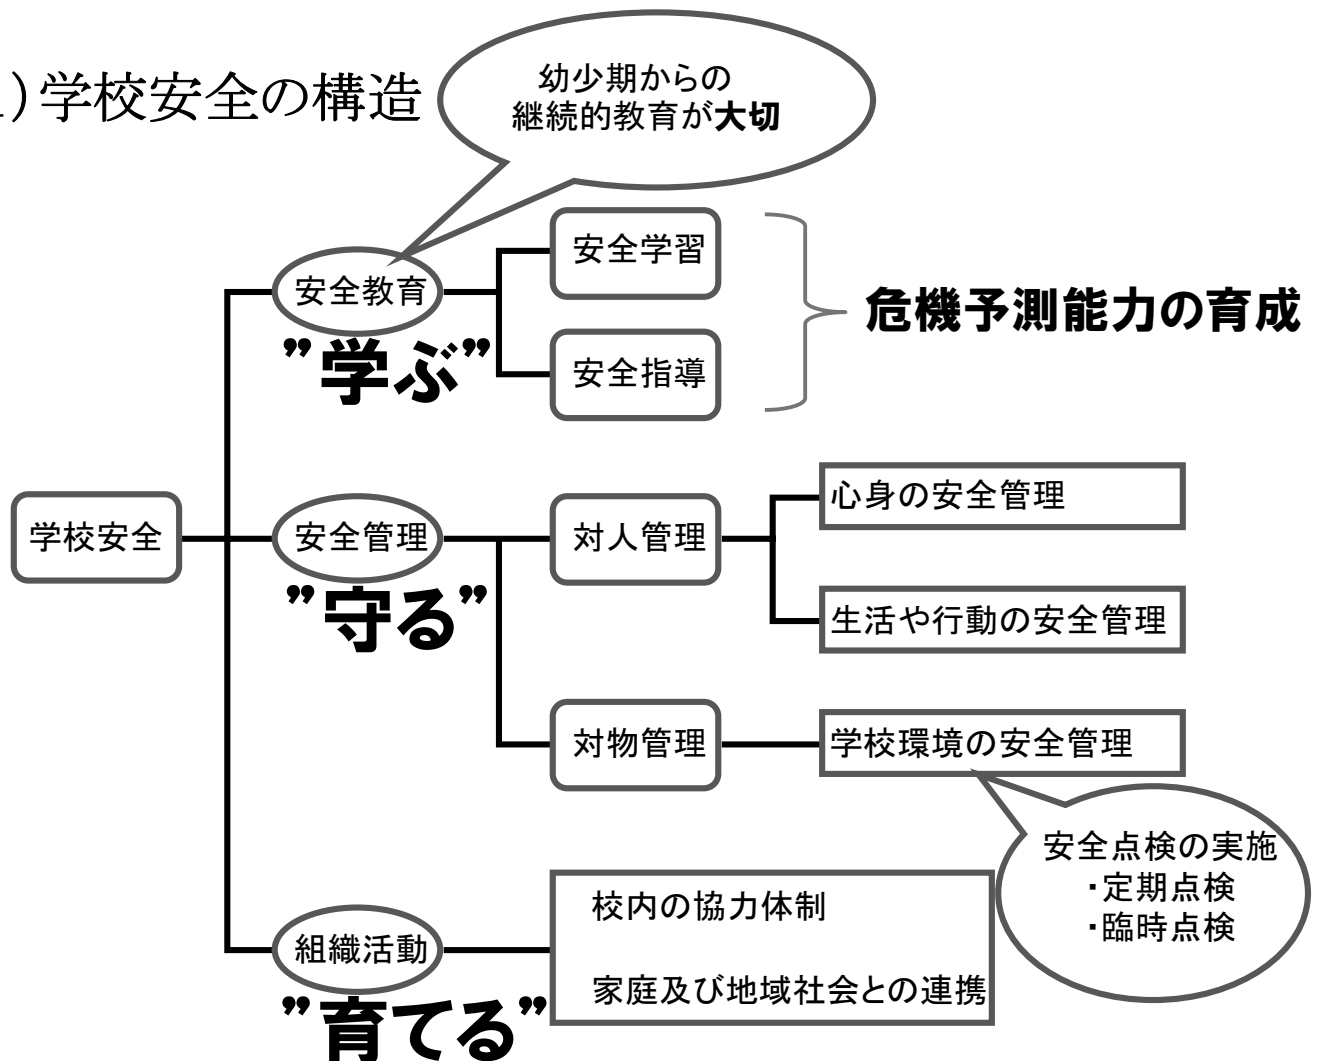 )学校安全の構造
幼少期からの
継続的教育が大切
安全学習
安全教育
”学ぶ”
危機予測能力の育成
安全指導
心身の安全管理
学校安全
安全管理
対人管理
”守る”
生活や行動の安全管理
対物管理
学校環境の安全管理
安全点検の実施
・定期点検
・臨時点検
校内の協力体制
組織活動
家庭及び地域社会との連携
”育てる”